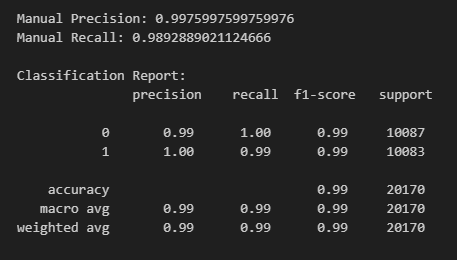 Manual Precision: 0.9975997599759976
Manual Recall: 0.9892889021124666
Classification Report:
precision recall f1-score support
0 0.99 1.00 0.99 10087
1 1.00 0.99 0.99 10083
accuracy 0.99 20170
macro avg 0.99 0.99 0.99 20170
weighted avg 0.99 0.99 0.99 20170